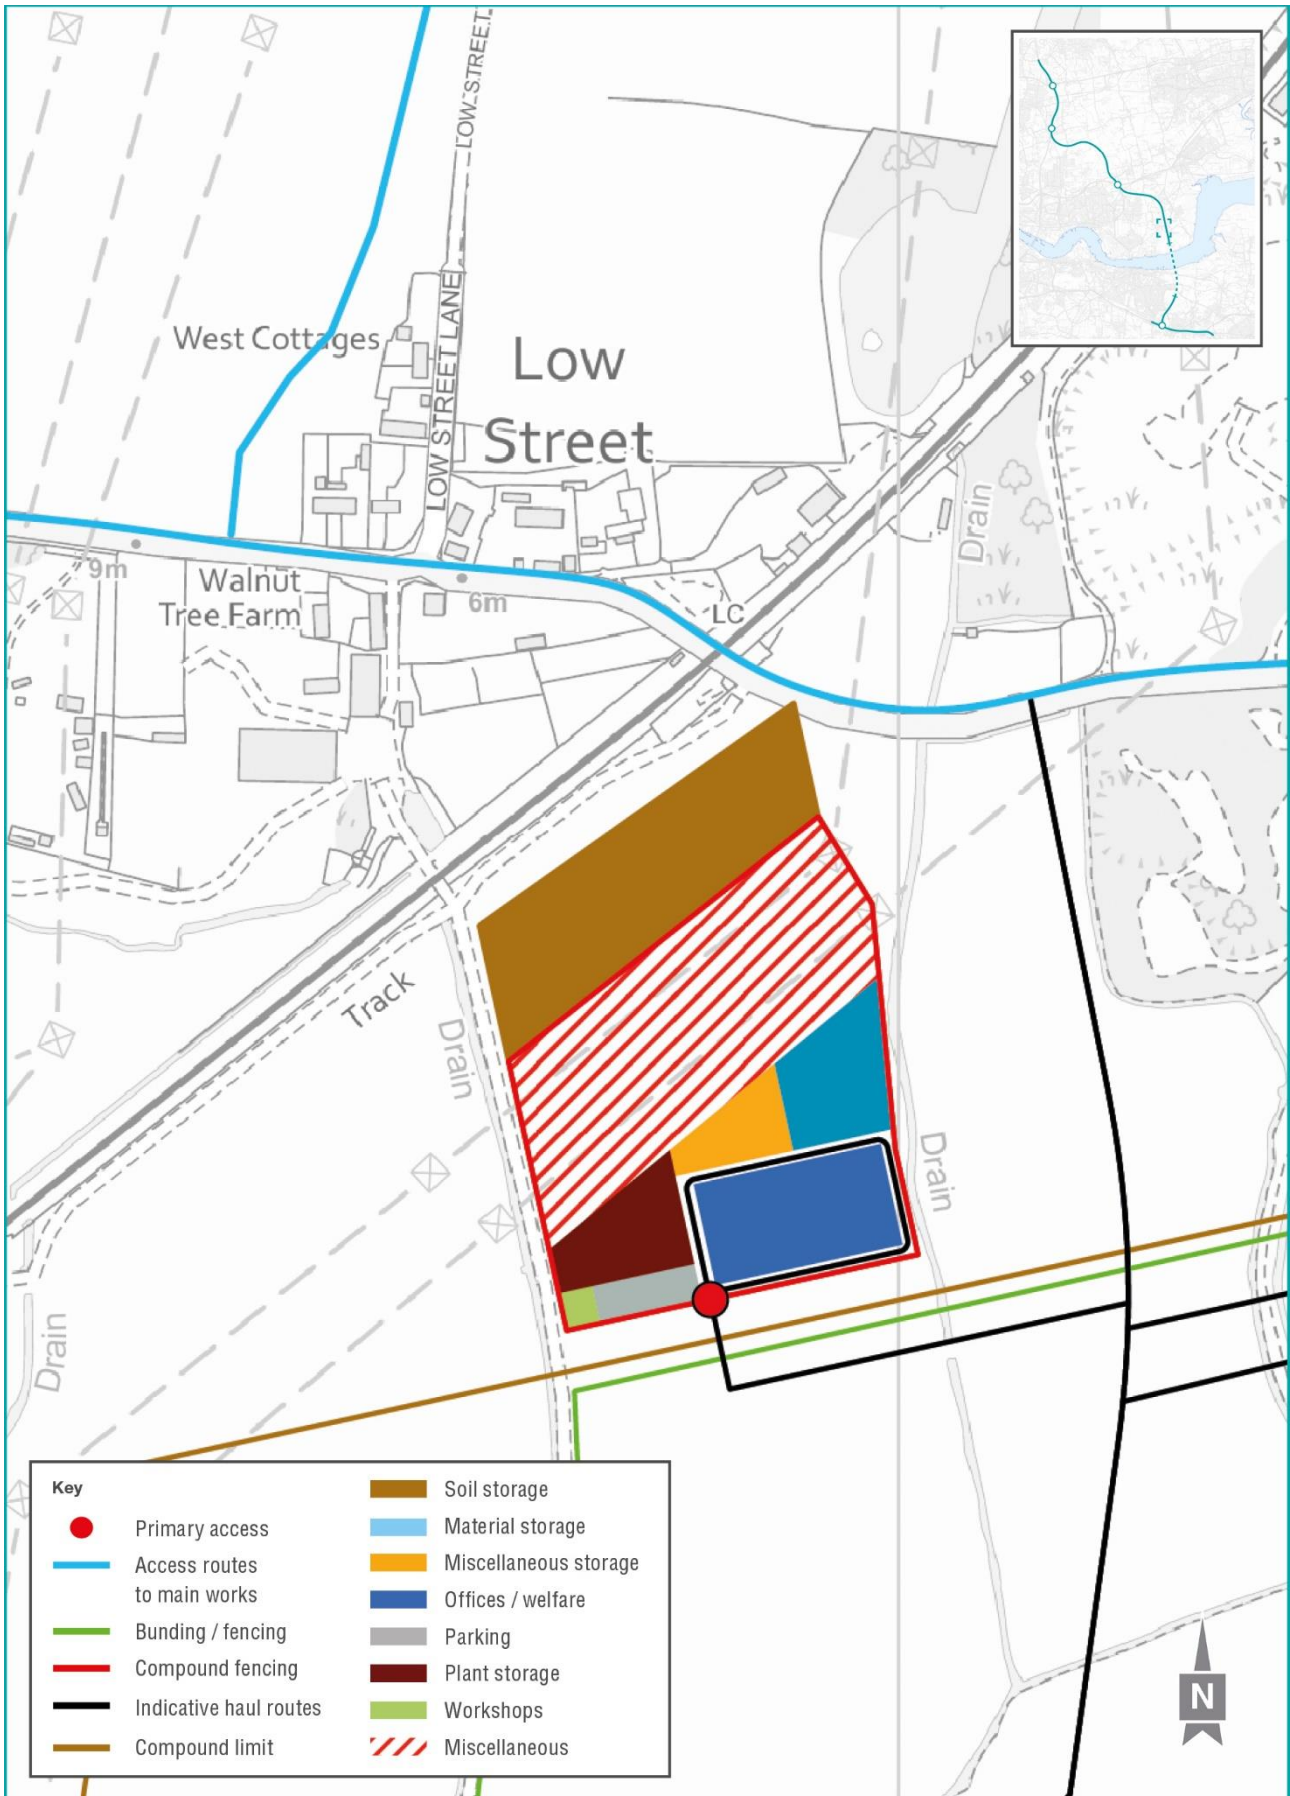 LOW STREET
LOW STREET LANE
West Cottages
Low
Street
Drain
9m
Walnut
Tree Farm
6m
LC
Track
Drain
Drain
Drain
Key
Primary access
Access routes
to main works
Bunding / fencing
Compound fencing
Indicative haul routes
Compound limit
Soil storage
Material storage
Miscellaneous storage
Offices / welfare
Parking
Plant storage
Workshops
Miscellaneous
N